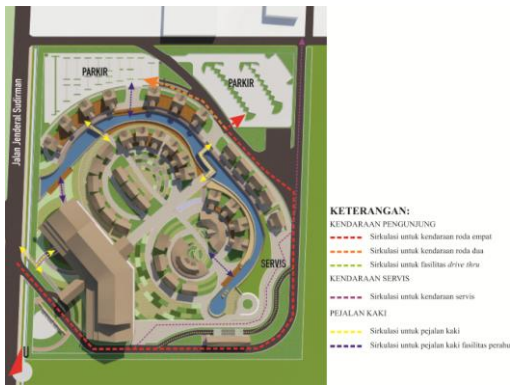 PARKIR
PARKIR
Jalan Jenderal Sudirman
SERVIS
U
KETERANGAN:
KENDARAAN PENGUNJUNG
Sirkulasi untuk kendaraan roda empat
Sirkulasi untuk kendaraan roda dua
Sirkulasi untuk fasilitas drive thru
KENDARAAN SERVIS
Sirkulasi untuk kendaraan servis
PEJALAN KAKI
Sirkulasi untuk pejalan kaki
Sirkulasi untuk pejalan kaki fasilitas perahu